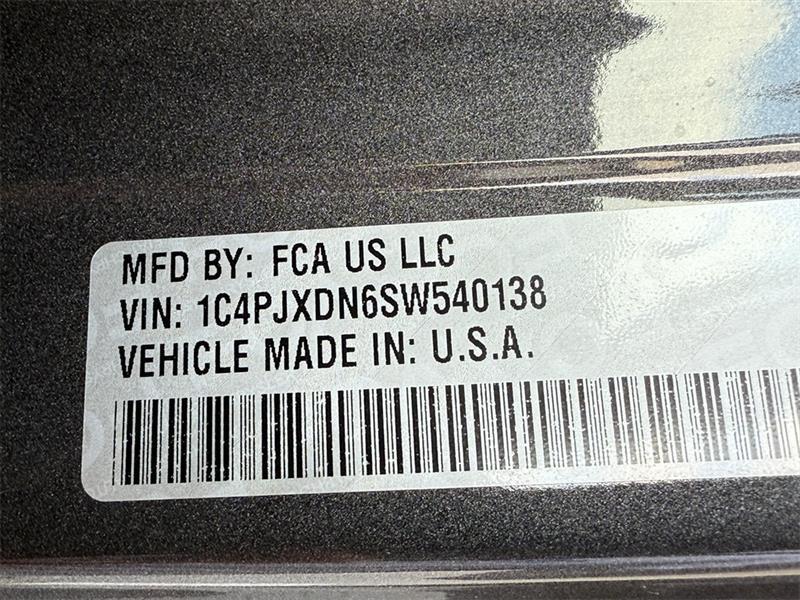 MFD BY: FCA US LLC
VIN: 1C4PJXDN6SW540138
VEHICLE MADE IN: U.S.A.